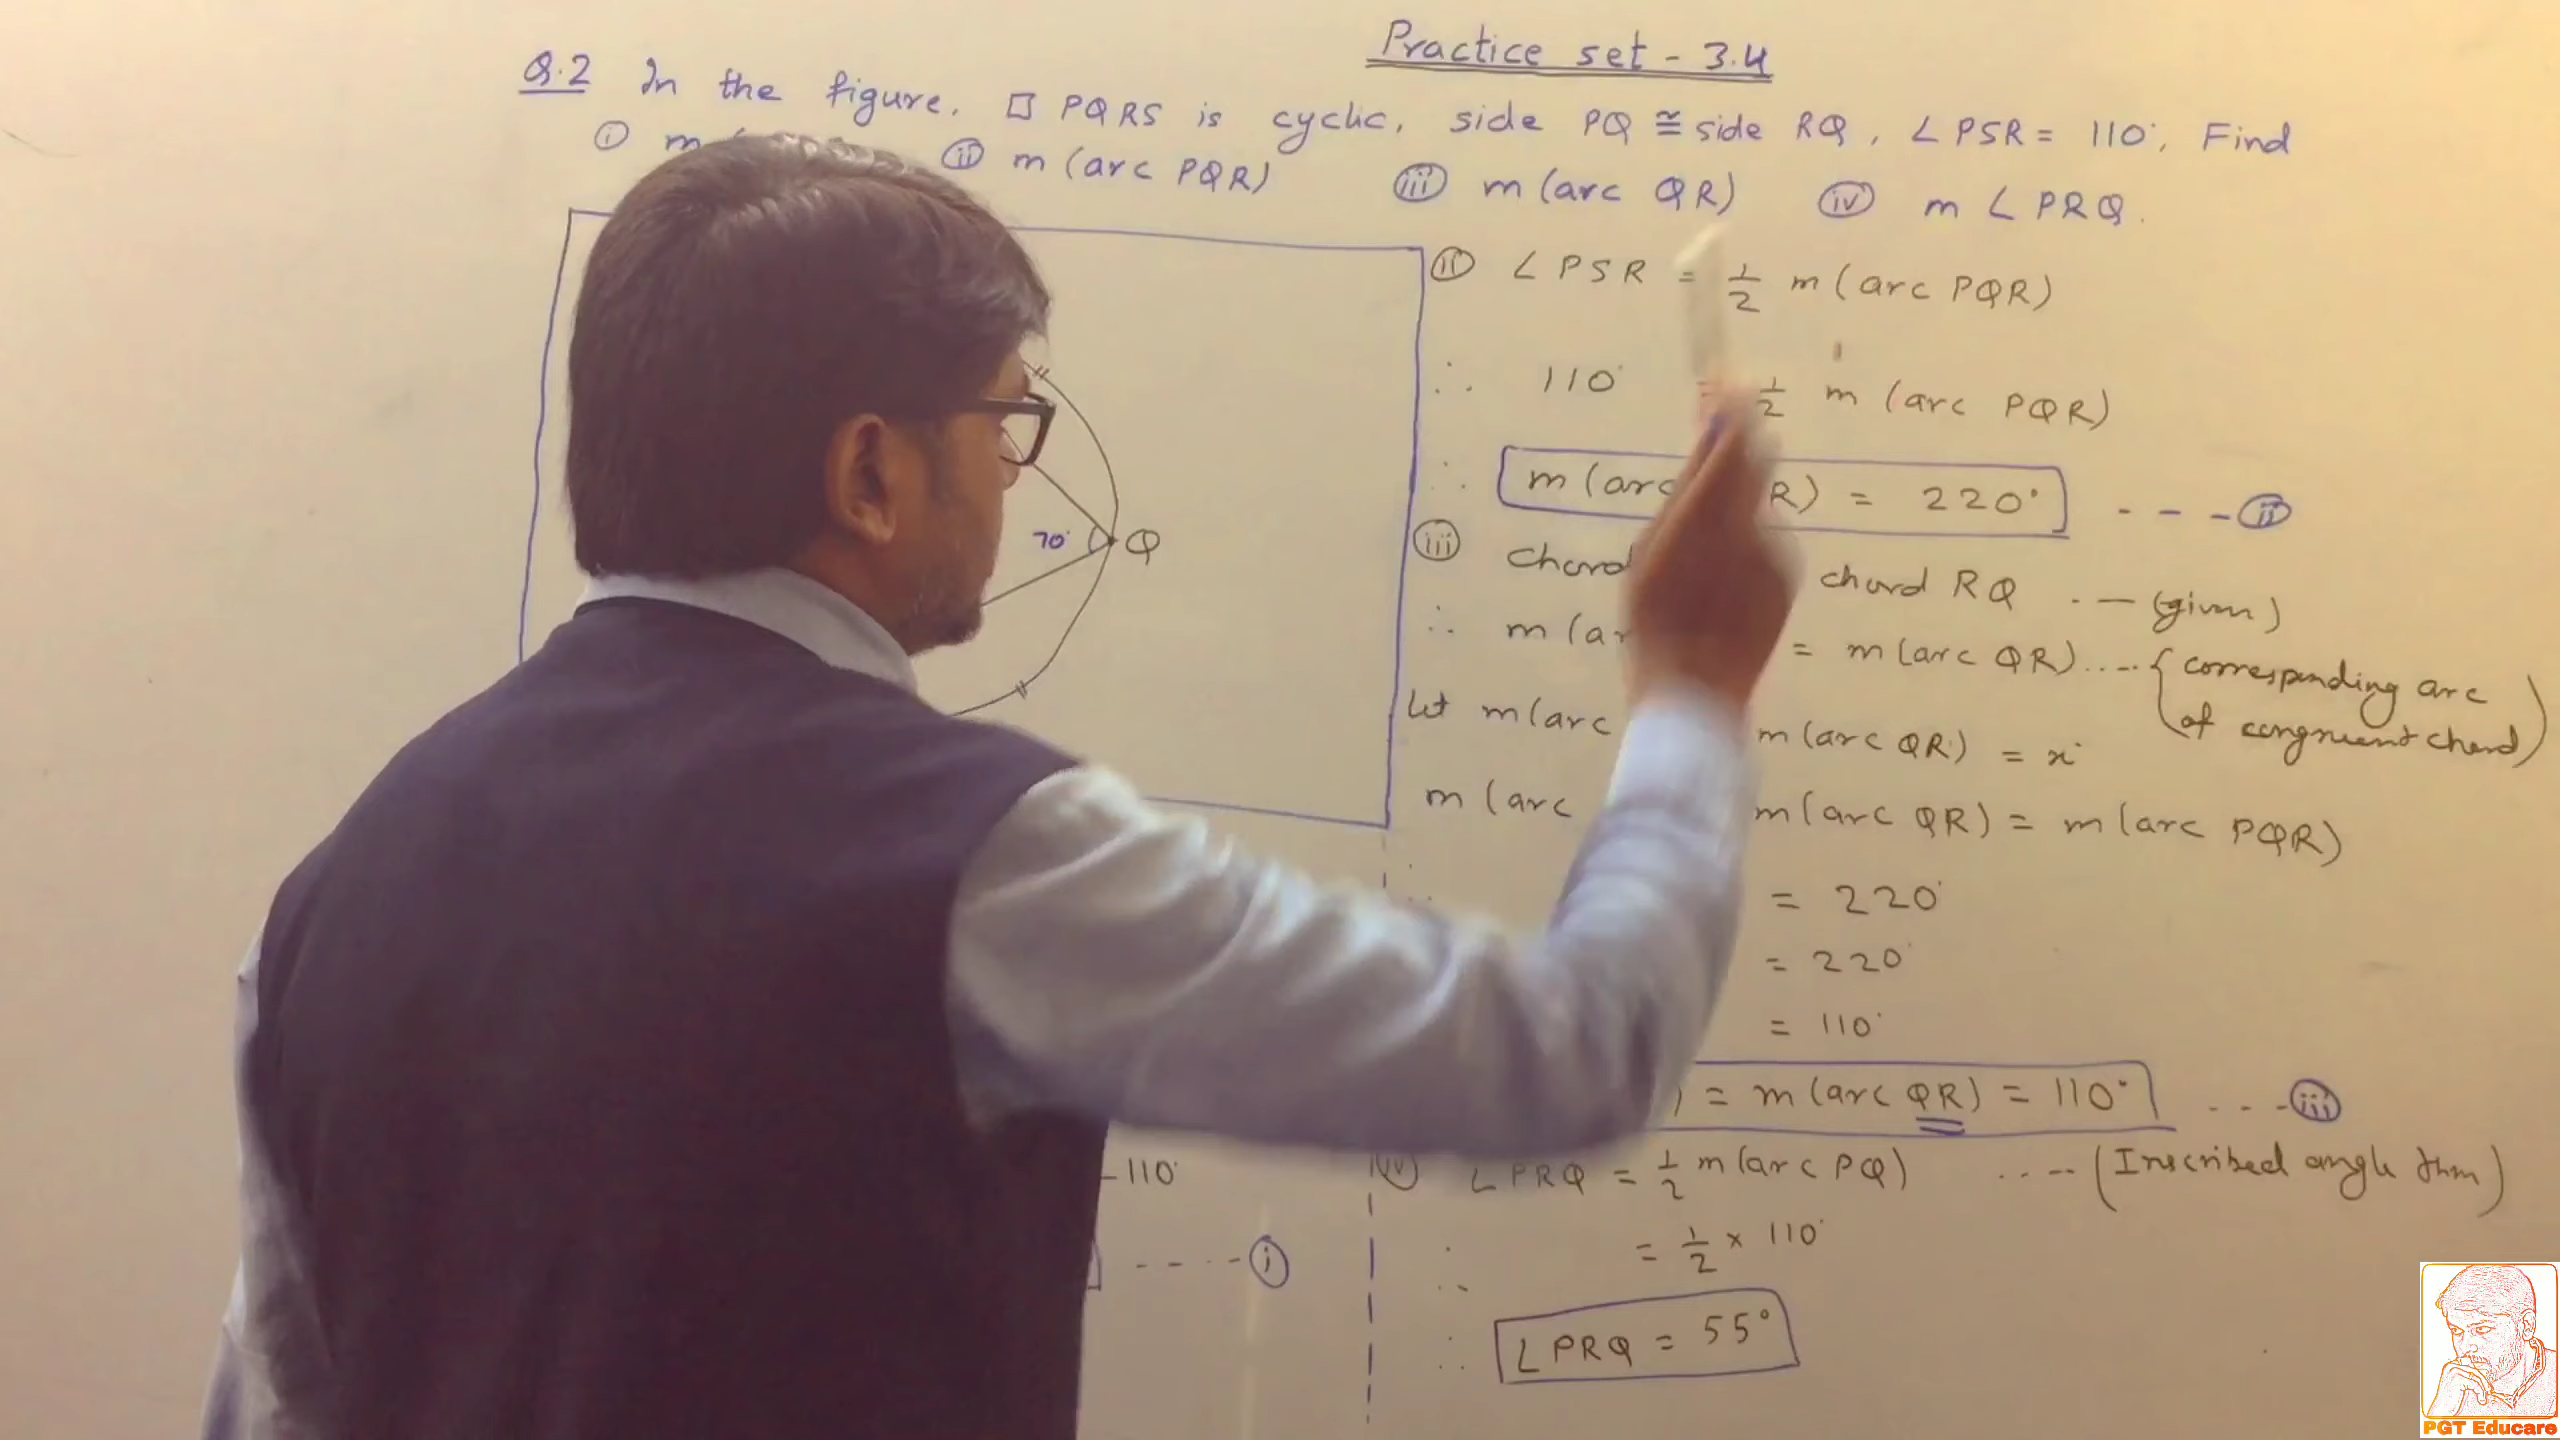 Practice set - 3.4
Q.2 In the figure, □ PQRS is cyclic, side PQ ≅ side RQ, ∠PSR = 110°, Find
(i) m (ii) m (arc PQR) (iii) m (arc QR) (iv) m ∠PRQ.
(ii) ∠PSR = 1/2 m (arc PQR)
∴ 110° = 1/2 m (arc PQR)
∴ m (arc R) = 220° - - - (ii)
70° Q
(iii) chord chord RQ - - (given)
∴ m (ar = m (arc QR) ... { corresponding arc
of congruent chord )
Let m (arc m (arc QR) = x°
m (arc m (arc QR) = m (arc PQR)
= 220°
= 220
= 110°
) = m (arc QR) = 110° - - - (iii)
- 110°
- - - - - (i)
(iv) ∠PRQ = 1/2 m (arc PQ) - - - (Inscribed angle thm)
∴ = 1/2 × 110°
∴ ∠PRQ = 55°
PGT Educare